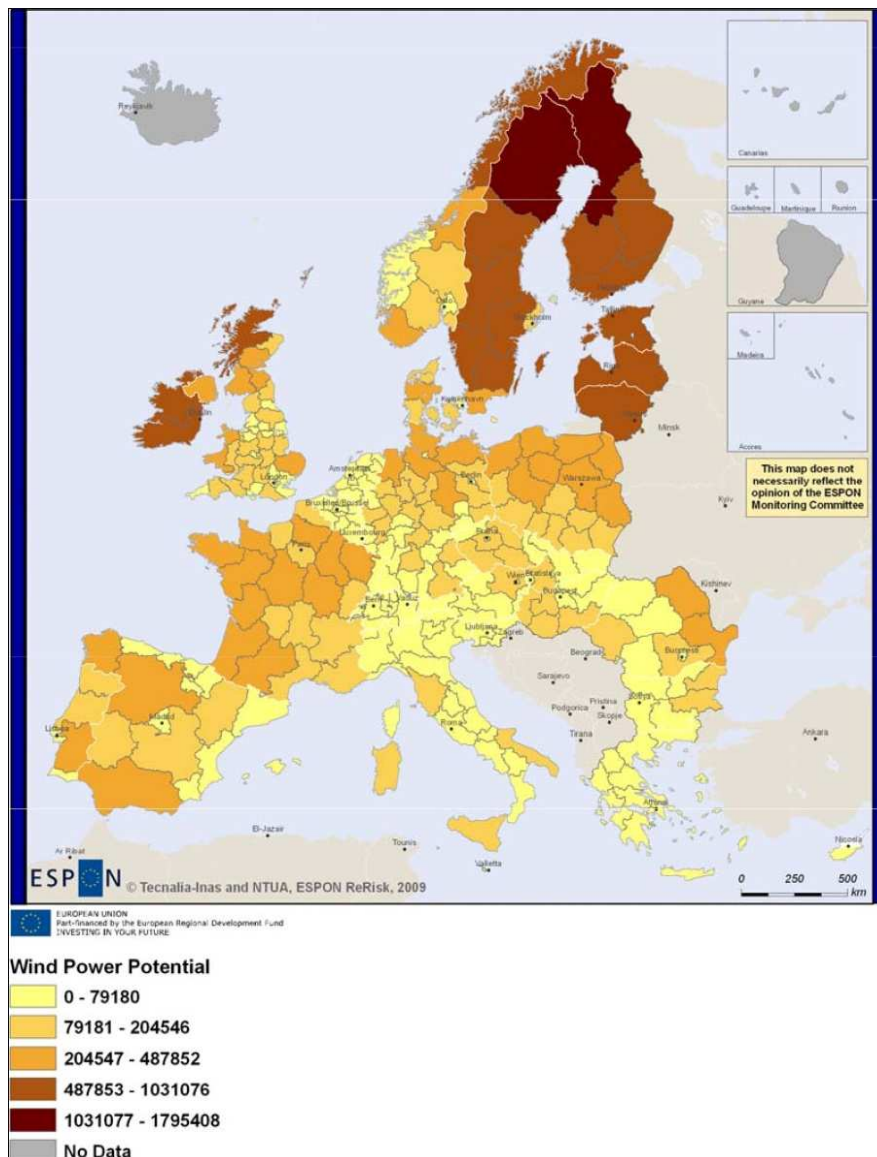 Reykjavik
Canarias
Guadeloupe
Martinique
Reunion
Guyane
Madeira
Acores
This map does not
necessarily reflect the
opinion of the ESPON
Monitoring Committee
Oslo
Stockholm
Tallinn
Riga
Minsk
Kobenhavn
Dublin
London
Amsterdam
Berlin
Warszawa
Bruxelles/Brussel
Kyiv
Luxembourg
Praha
Paris
Wien
Bratislava
Kishinev
Bern
Vaduz
Budapest
Ljubljana
Zagreb
Beograd
Bucuresti
Sarajevo
Pristina
Sofiya
Podgorica
Skopje
Madrid
Roma
Tirana
Ankara
Lisboa
Athinai
El-Jazair
Tounis
Ar Ribat
Valletta
Nicosia
ESPON
© Tecnalia-Inas and NTUA, ESPON ReRisk, 2009
0 250 500
km
EUROPEAN UNION
Part-financed by the European Regional Development Fund
INVESTING IN YOUR FUTURE
Wind Power Potential
0 - 79180
79181 - 204546
204547 - 487852
487853 - 1031076
1031077 - 1795408
No Data